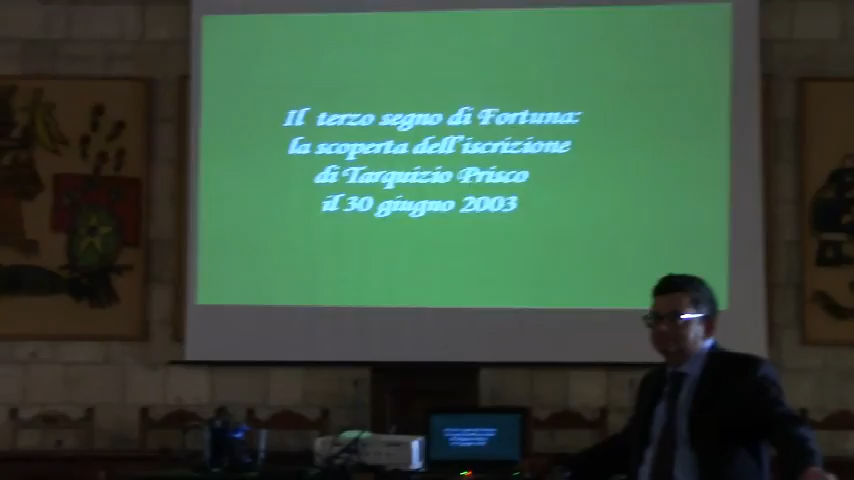 Il terzo segno di Fortuna:
la scoperta dell'iscrizione
di Tarquizio Prisco
il 30 giugno 2003